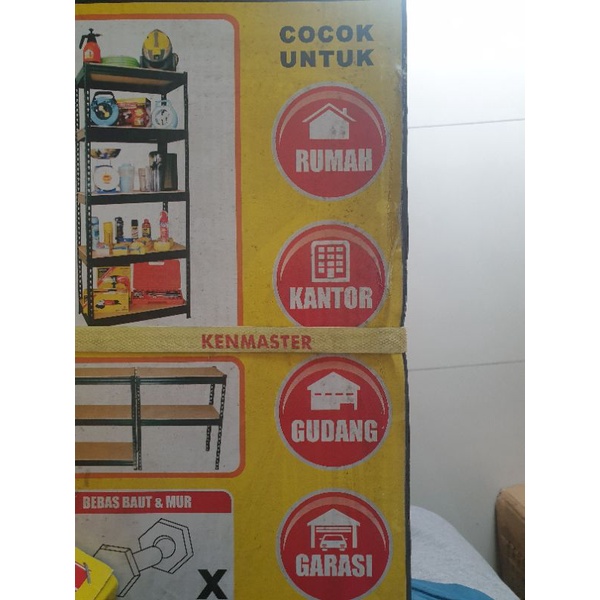 COCOK
UNTUK
RUMAH
KANTOR
KENMASTER
GUDANG
BEBAS BAUT & MUR
X
GARASI